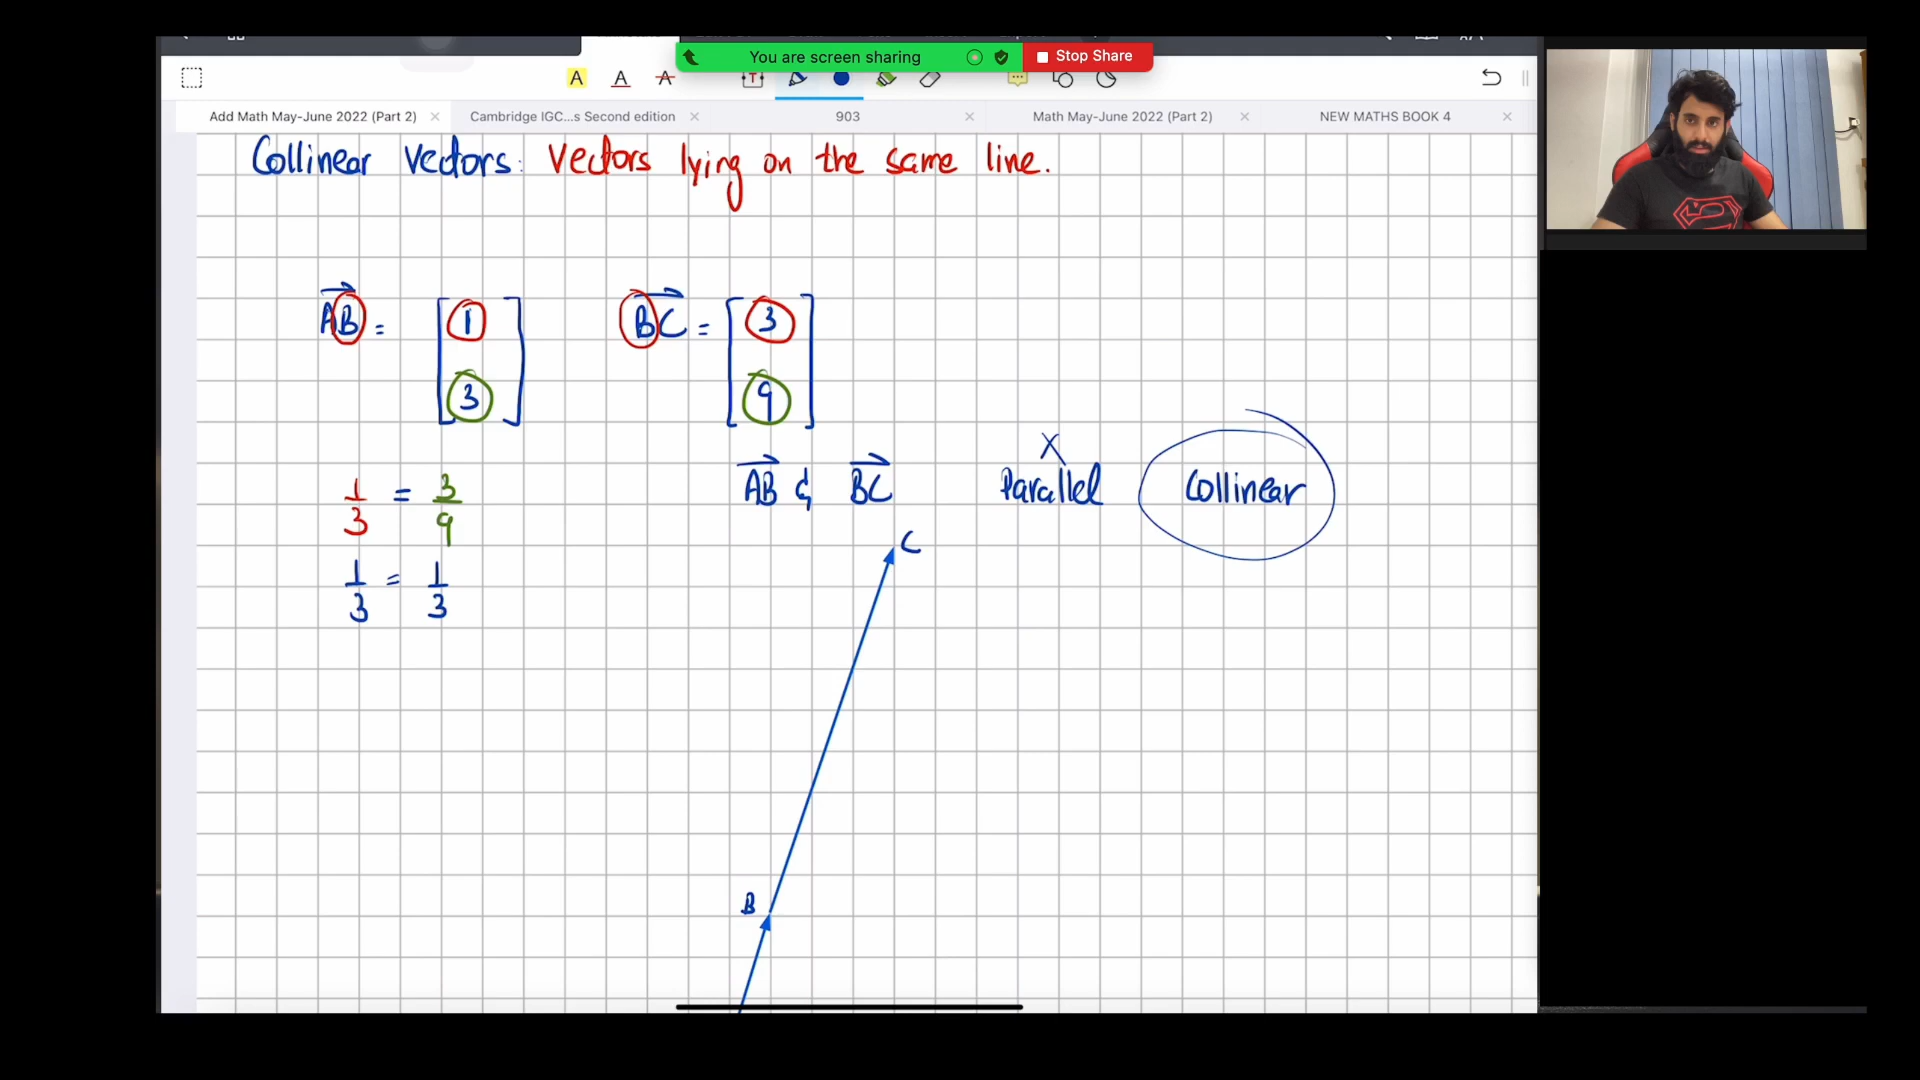 You are screen sharing Stop Share
A A A T
Add Math May-June 2022 (Part 2) Cambridge IGC...s Second edition 903 Math May-June 2022 (Part 2) NEW MATHS BOOK 4
Collinear Vectors: Vectors lying on the same line.
AB = [1 3] BC = [3 9]
X
AB & BC Parallel Collinear
1/3 = 3/9
1/3 = 1/3
C
B